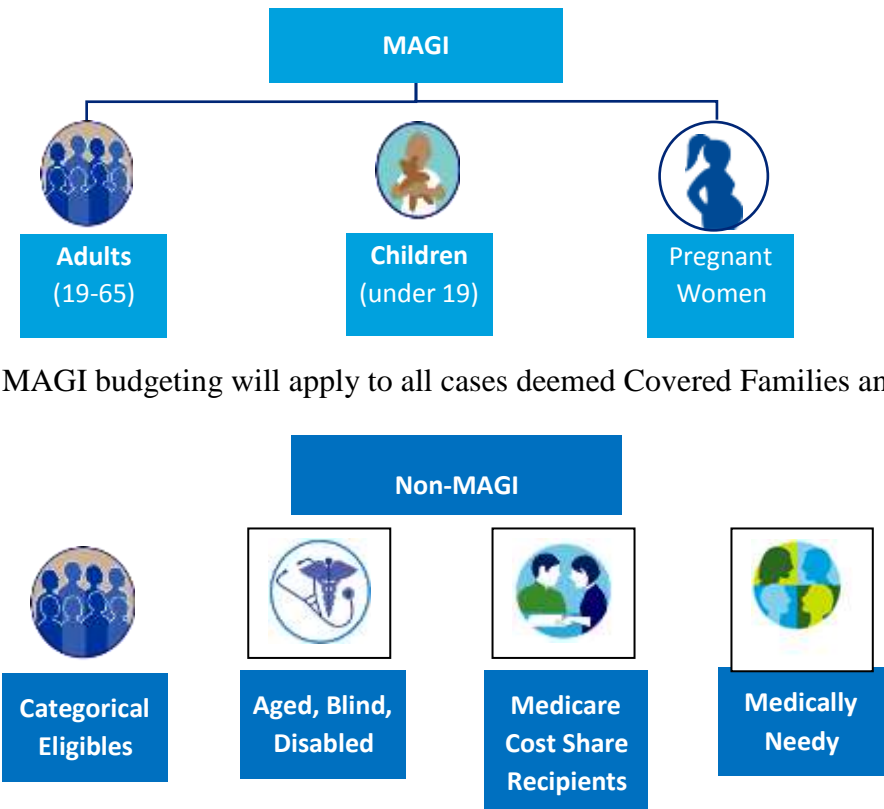 MAGI
Adults
(19-65)
Children
(under 19)
Pregnant
Women
MAGI budgeting will apply to all cases deemed Covered Families
Non-MAGI
Categorical
Eligibles
Aged, Blind,
Disabled
Medicare
Cost Share
Recipients
Medically
Needy